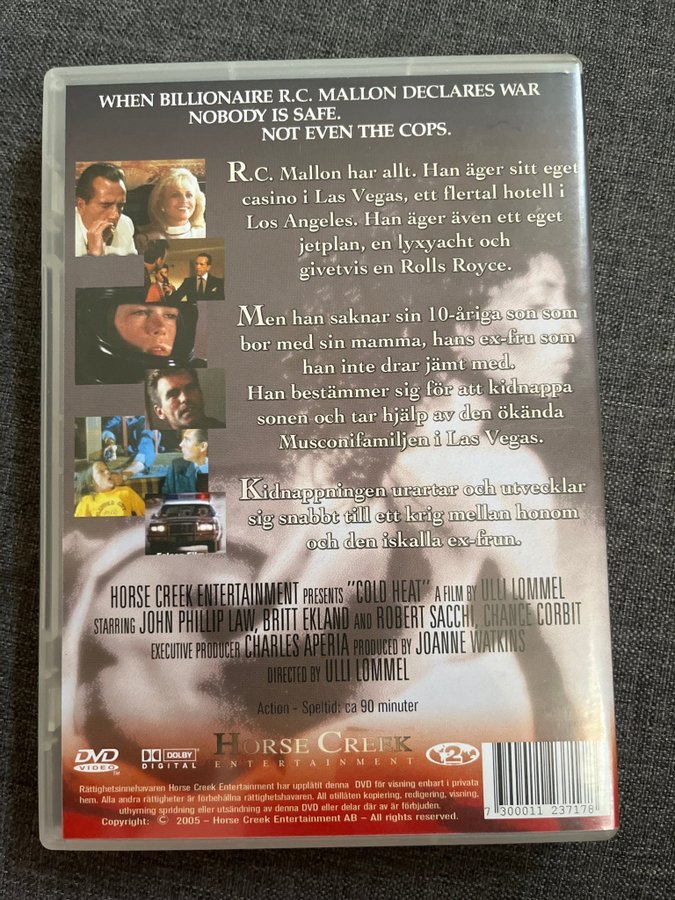 WHEN BILLIONAIRE R.C. MALLON DECLARES WAR
NOBODY IS SAFE.
NOT EVEN THE COPS.
R.C. Mallon har allt. Han äger sitt eget
casino i Las Vegas, ett flertal hotell i
Los Angeles. Han äger även ett eget
jetplan, en lyxyacht och
givetvis en Rolls Royce.
Men han saknar sin 10-åriga son som
bor med sin mamma, hans ex-fru som
han inte drar jämt med.
Han bestämmer sig för att kidnappa
sonen och tar hjälp av den ökända
Musconifamiljen i Las Vegas.
Kidnappningen urartar och utvecklar
sig snabbt till ett krig mellan honom
och den iskalla ex-frun.
HORSE CREEK ENTERTAINMENT PRESENTS "COLD HEAT" A FILM BY ULLI LOMMEL
STARRING JOHN PHILLIP LAW, BRITT EKLAND AND ROBERT SACCHI, CHANCE CORBIT
EXECUTIVE PRODUCER CHARLES APERIA PRODUCED BY JOANNE WATKINS
DIRECTED BY ULLI LOMMEL
Action - Speltid: ca 90 minuter
DVD VIDEO TM
DOLBY DIGITAL
HORSE CREEK
ENTERTAINMENT
2
Rättighetsinnehavaren Horse Creek Entertainment har upplåtit denna DVD för visning enbart i privata
hem. Alla andra rättigheter är förbehållna rättighetshavaren. All otillåten kopiering, redigering, visning,
uthyrning spridning eller utsändning av denna DVD eller delar där av är förbjuden.
Copyright: © 2005 – Horse Creek Entertainment AB – All rights reserved.
7 300011 237178